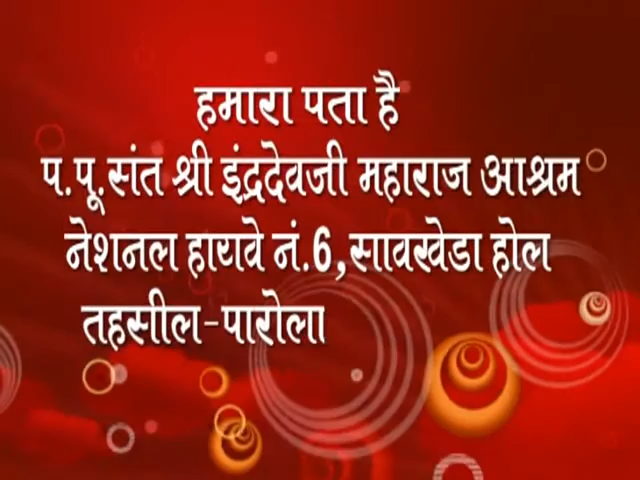 हमारा पता है
प.पू.संत श्री इंद्रदेवजी महाराज आश्रम
नेशनल हायवे नं.6,सावखेडा होल
तहसील-पारोला